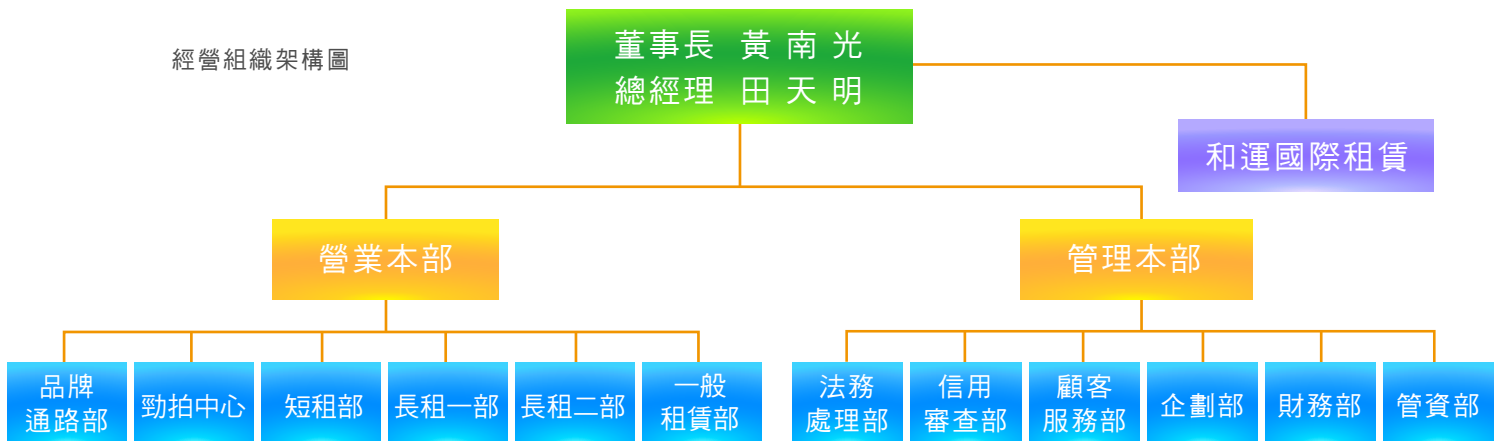 經營組織架構圖
董事長 黃南光
總經理 田天明
和運國際租賃
營業本部
管理本部
品牌
通路部
勁拍中心
短租部
長租一部
長租二部
一般
租賃部
法務
處理部
信用
審查部
顧客
服務部
企劃部
財務部
管資部